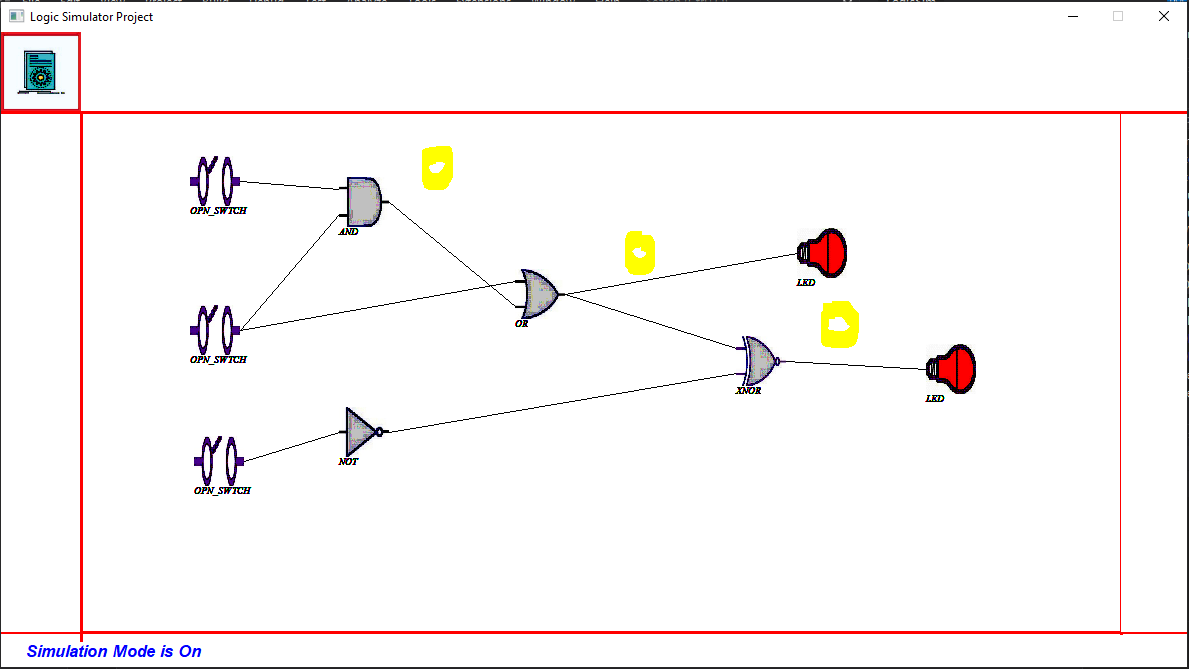 Logic Simulator Project
OPN_SWTCH
AND
LED
OR
OPN_SWTCH
XNOR
LED
NOT
OPN_SWTCH
Simulation Mode is On